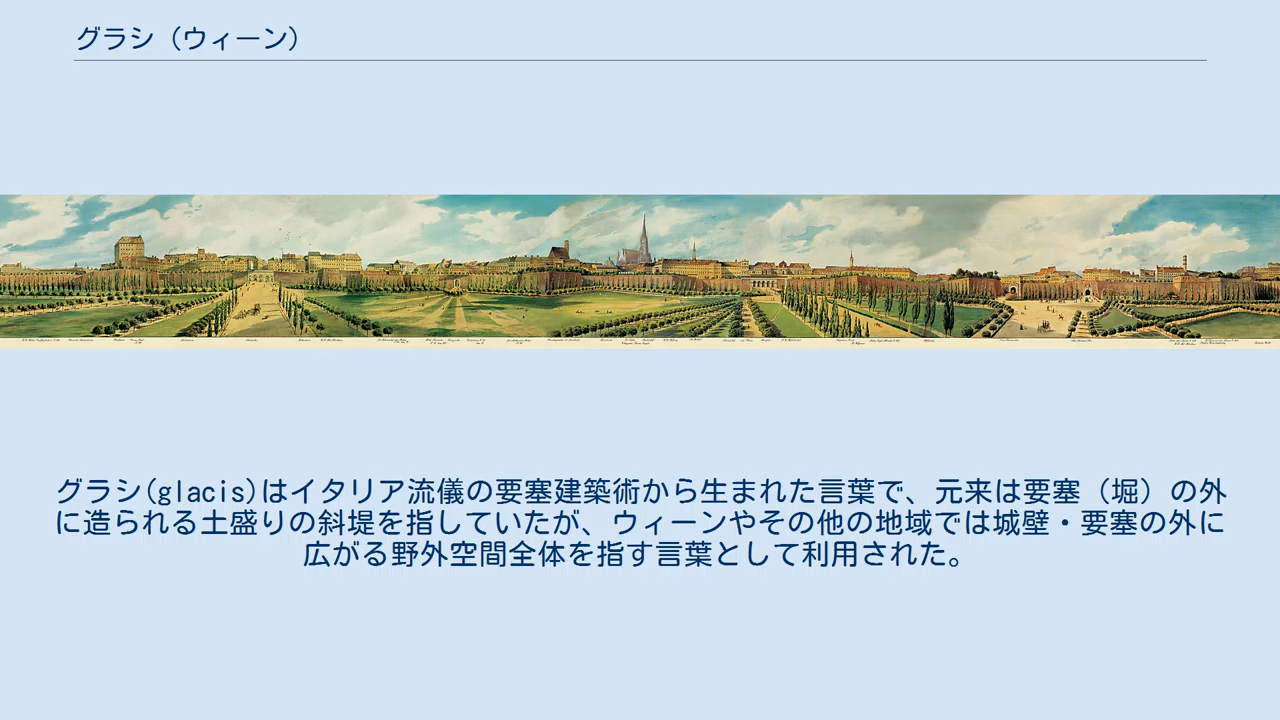 グラシ（ウィーン）
グラシ(glacis)はイタリア流儀の要塞建築術から生まれた言葉で、元来は要塞（堀）の外
に造られる土盛りの斜堤を指していたが、ウィーンやその他の地域では城壁・要塞の外に
広がる野外空間全体を指す言葉として利用された。